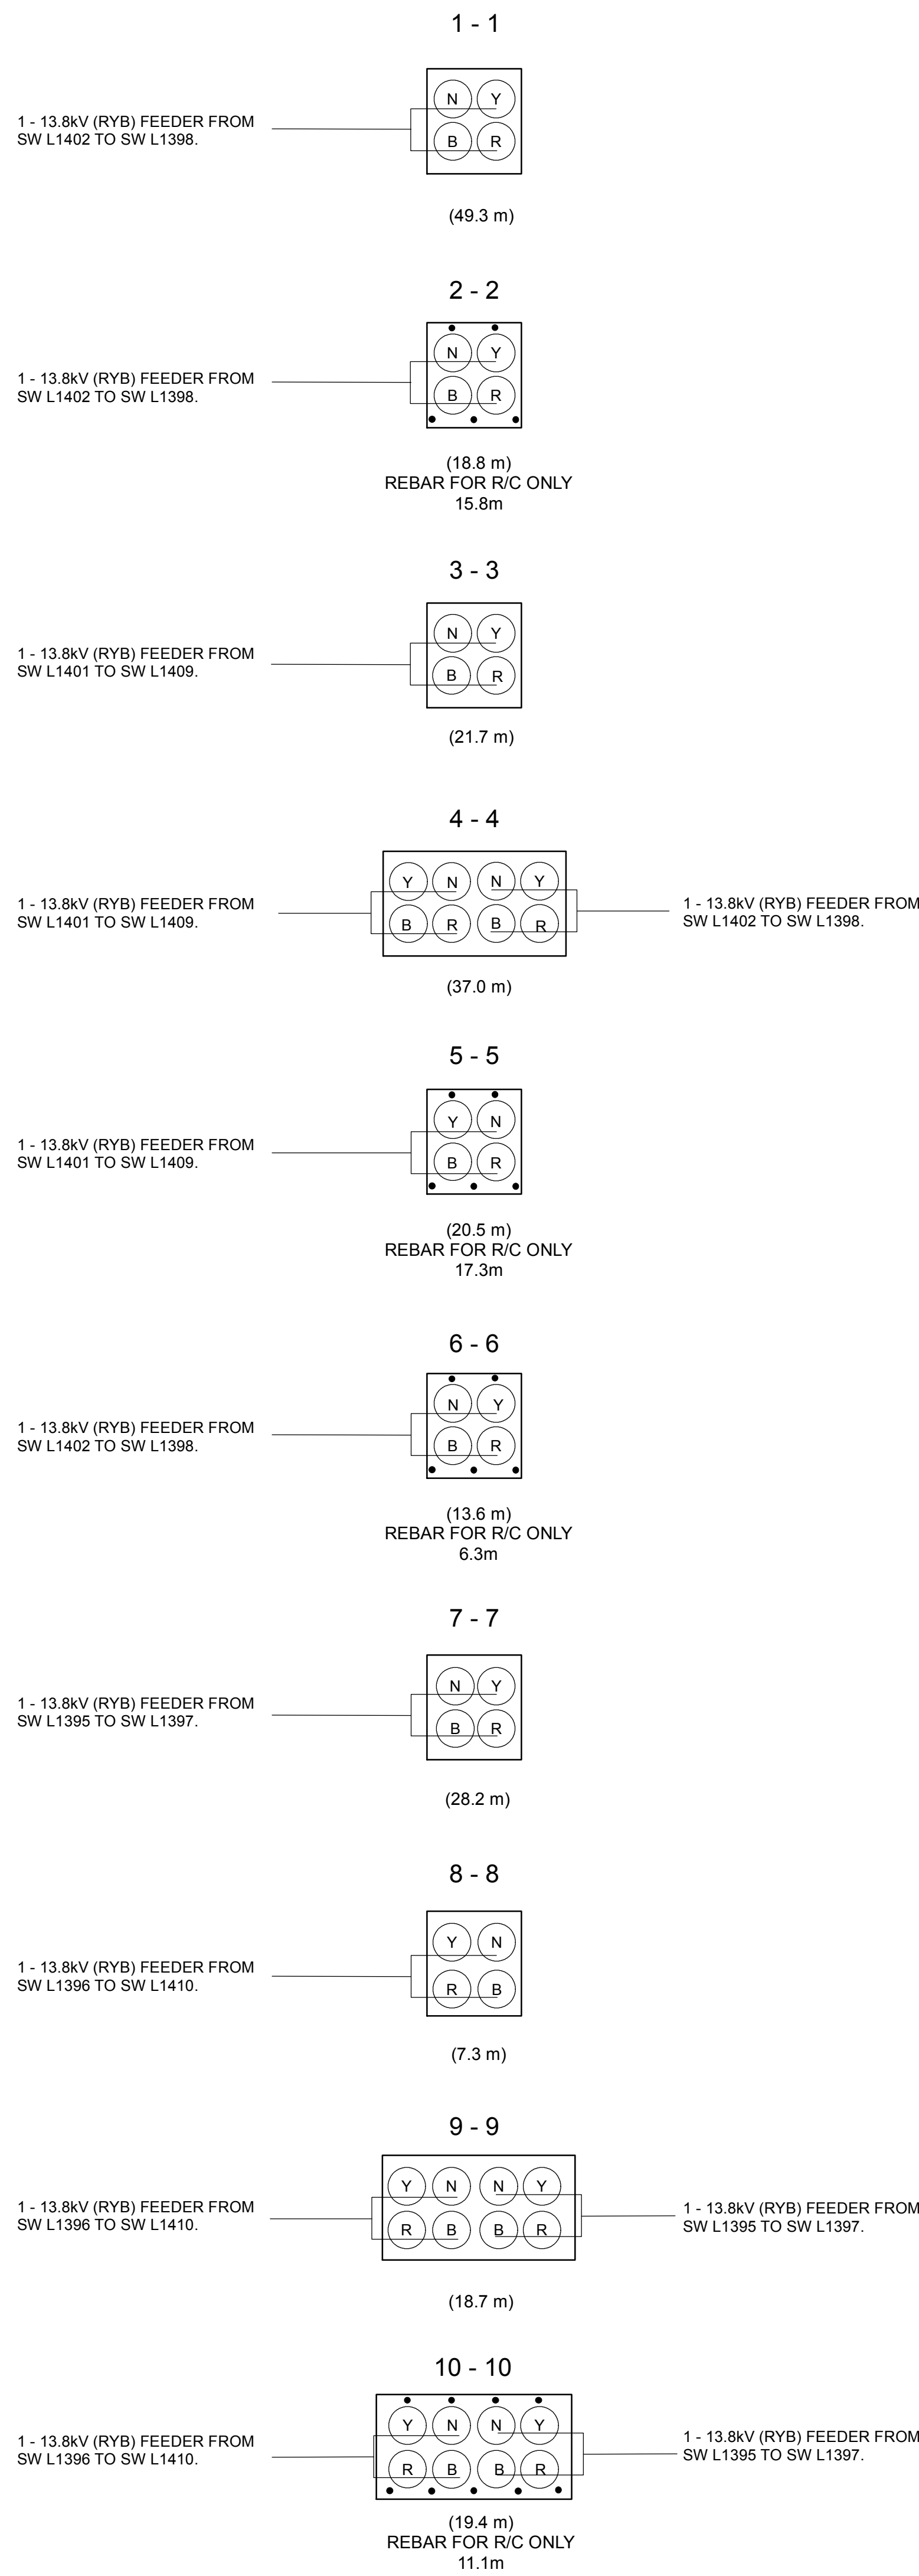 1 - 1
1 - 13.8kV (RYB) FEEDER FROM
SW L1402 TO SW L1398.
N Y
B R
(49.3 m)
2 - 2
1 - 13.8kV (RYB) FEEDER FROM
SW L1402 TO SW L1398.
N Y
B R
(18.8 m)
REBAR FOR R/C ONLY
15.8m
3 - 3
1 - 13.8kV (RYB) FEEDER FROM
SW L1401 TO SW L1409.
N Y
B R
(21.7 m)
4 - 4
1 - 13.8kV (RYB) FEEDER FROM
SW L1401 TO SW L1409.
Y N N Y
B R B R
1 - 13.8kV (RYB) FEEDER FROM
SW L1402 TO SW L1398.
(37.0 m)
5 - 5
1 - 13.8kV (RYB) FEEDER FROM
SW L1401 TO SW L1409.
Y N
B R
(20.5 m)
REBAR FOR R/C ONLY
17.3m
6 - 6
1 - 13.8kV (RYB) FEEDER FROM
SW L1402 TO SW L1398.
N Y
B R
(13.6 m)
REBAR FOR R/C ONLY
6.3m
7 - 7
1 - 13.8kV (RYB) FEEDER FROM
SW L1395 TO SW L1397.
N Y
B R
(28.2 m)
8 - 8
1 - 13.8kV (RYB) FEEDER FROM
SW L1396 TO SW L1410.
Y N
R B
(7.3 m)
9 - 9
1 - 13.8kV (RYB) FEEDER FROM
SW L1396 TO SW L1410.
Y N N Y
R B B R
1 - 13.8kV (RYB) FEEDER FROM
SW L1395 TO SW L1397.
(18.7 m)
10 - 10
1 - 13.8kV (RYB) FEEDER FROM
SW L1396 TO SW L1410.
Y N N Y
R B B R
1 - 13.8kV (RYB) FEEDER FROM
SW L1395 TO SW L1397.
(19.4 m)
REBAR FOR R/C ONLY
11.1m